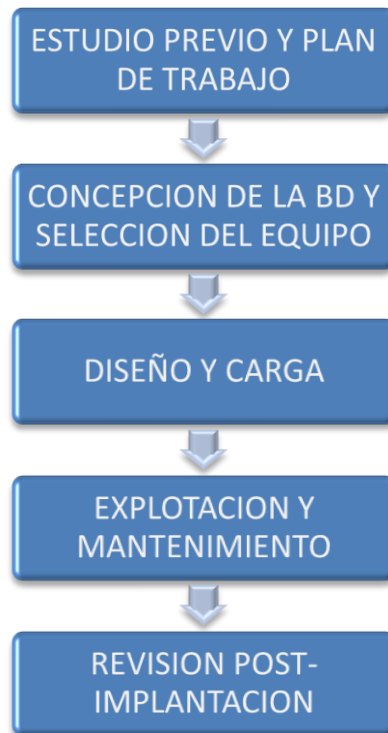 ESTUDIO PREVIO Y PLAN
DE TRABAJO
CONCEPCION DE LA BD Y
SELECCION DEL EQUIPO
DISEÑO Y CARGA
EXPLOTACION Y
MANTENIMIENTO
REVISION POST-
IMPLANTACION